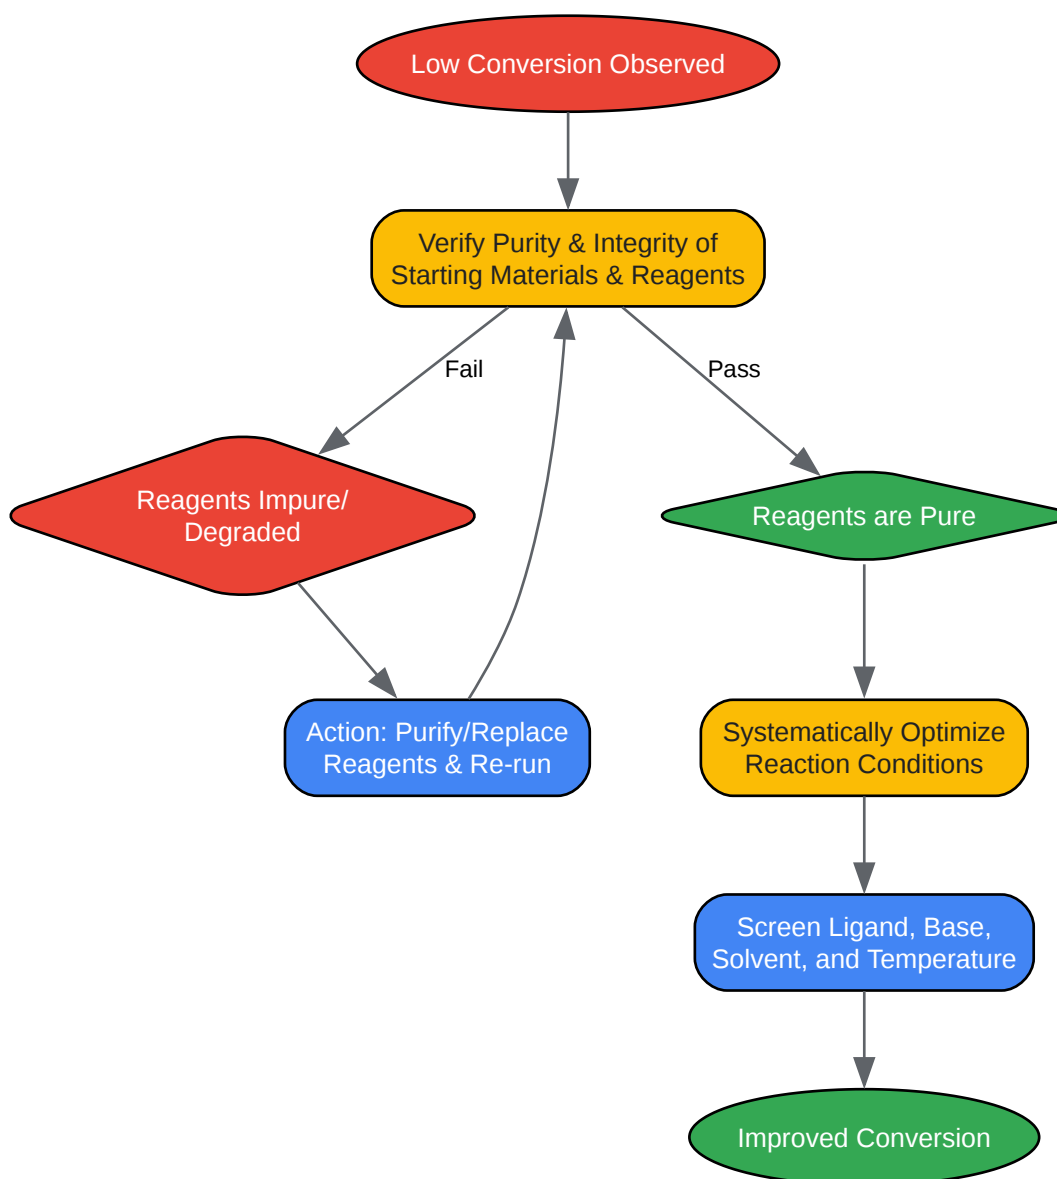 Low Conversion Observed
Verify Purity & Integrity of
Starting Materials & Reagents
Fail
Pass
Reagents Impure/
Degraded
Reagents are Pure
Action: Purify/Replace
Reagents & Re-run
Systematically Optimize
Reaction Conditions
Screen Ligand, Base,
Solvent, and Temperature
Improved Conversion